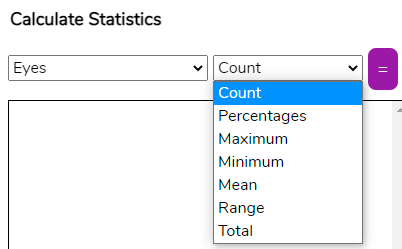 Calculate Statistics
Eyes Count =
Count
Percentages
Maximum
Minimum
Mean
Range
Total